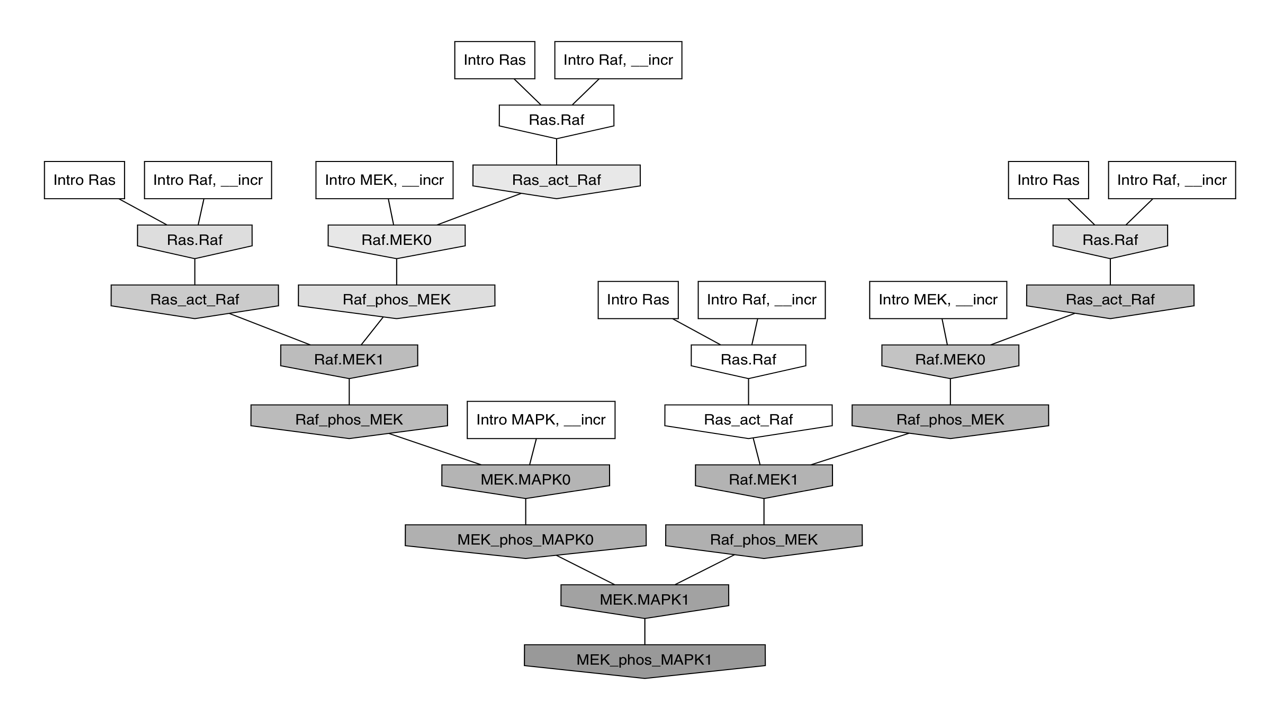 Intro Ras
Intro Raf, __incr
Ras.Raf
Intro Ras
Intro Raf, __incr
Intro MEK, __incr
Ras_act_Raf
Intro Ras
Intro Raf, __incr
Ras.Raf
Raf.MEK0
Ras.Raf
Ras_act_Raf
Raf_phos_MEK
Intro Ras
Intro Raf, __incr
Intro MEK, __incr
Ras_act_Raf
Raf.MEK1
Ras.Raf
Raf.MEK0
Raf_phos_MEK
Intro MAPK, __incr
Ras_act_Raf
Raf_phos_MEK
MEK.MAPK0
Raf.MEK1
MEK_phos_MAPK0
Raf_phos_MEK
MEK.MAPK1
MEK_phos_MAPK1